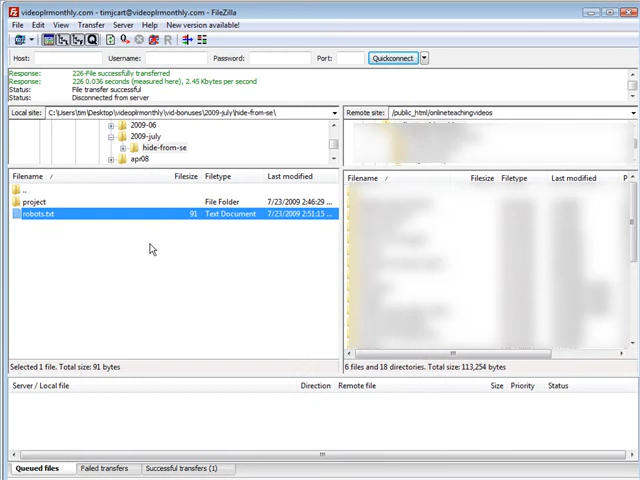 videoplrmonthly.com - timjcart@videoplrmonthly.com - FileZilla
File Edit View Transfer Server Help New version available!
Host: Username: Password: Port: Quickconnect
Response: 226-File successfully transferred
Response: 226 0.036 seconds (measured here), 2.45 Kbytes per second
Status: File transfer successful
Status: Disconnected from server
Local site: C:\Users\tim\Desktop\videoplrmonthly\vid-bonuses\2009-july\hide-from-se\ Remote site: /public_html/onlineteachingvideos
2009-06
2009-july
hide-from-se
apr08
Filename / Filesize Filetype Last modified Filename / Filesize Filetype Last modified P
..
project File Folder 7/23/2009 2:46:29 ...
robots.txt 91 Text Document 7/23/2009 2:51:15 ...
Selected 1 file. Total size: 91 bytes 6 files and 18 directories. Total size: 113,254 bytes
Server / Local file Direction Remote file Size Priority Status
Queued files Failed transfers Successful transfers (1)